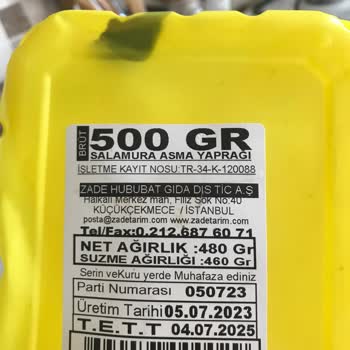 BRÜT 500 GR
SALAMURA ASMA YAPRAĞI
İŞLETME KAYIT NOSU:TR-34-K-120088
ZADE HUBUBAT GIDA DIŞ TİC A.Ş
Halkalı Merkez mah, Filiz Sok No:40
KÜÇÜKÇEKMECE / İSTANBUL
posta@zadetarim.com - www.zadetarim.com
Tel/Fax:0.212.687 60 71
NET AĞIRLIK :480 Gr
SUZME AĞIRLIĞI :460 Gr
Serin veKuru yerde Muhafaza ediniz
Parti Numarası 050723
Üretim Tarihi 05.07.2023
T.E.T.T 04.07.2025